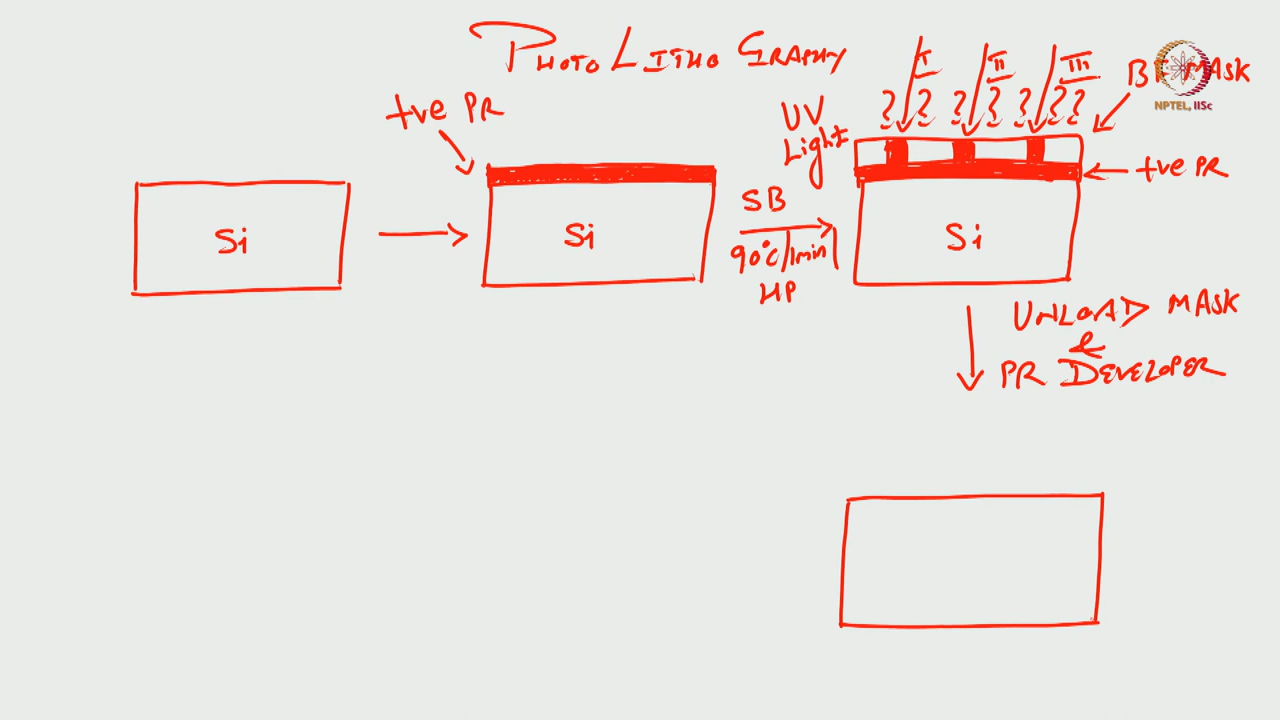 PHOTO LITHO GRAPHY
+ve PR
UV
Light
I II III
MASK
NPTEL, IISc
+ve PR
Si
Si
SB
90°C/1min
HP
Si
UNLOAD MASK
&
PR DEVELOPER